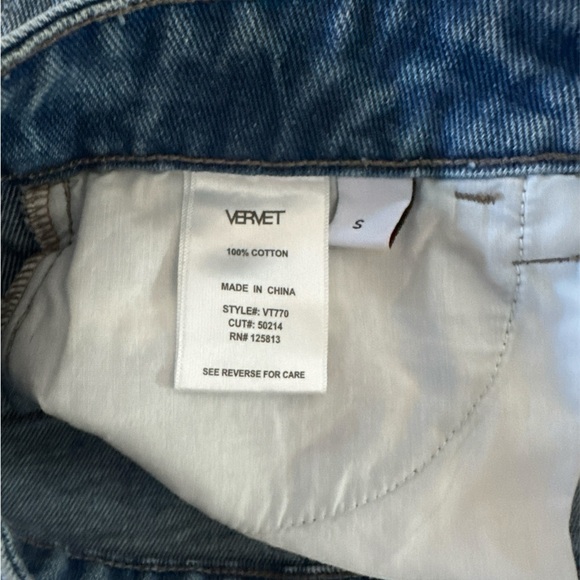 VERVET
S
100% COTTON
MADE IN CHINA
STYLE#: VT770
CUT#: 50214
RN# 125813
SEE REVERSE FOR CARE